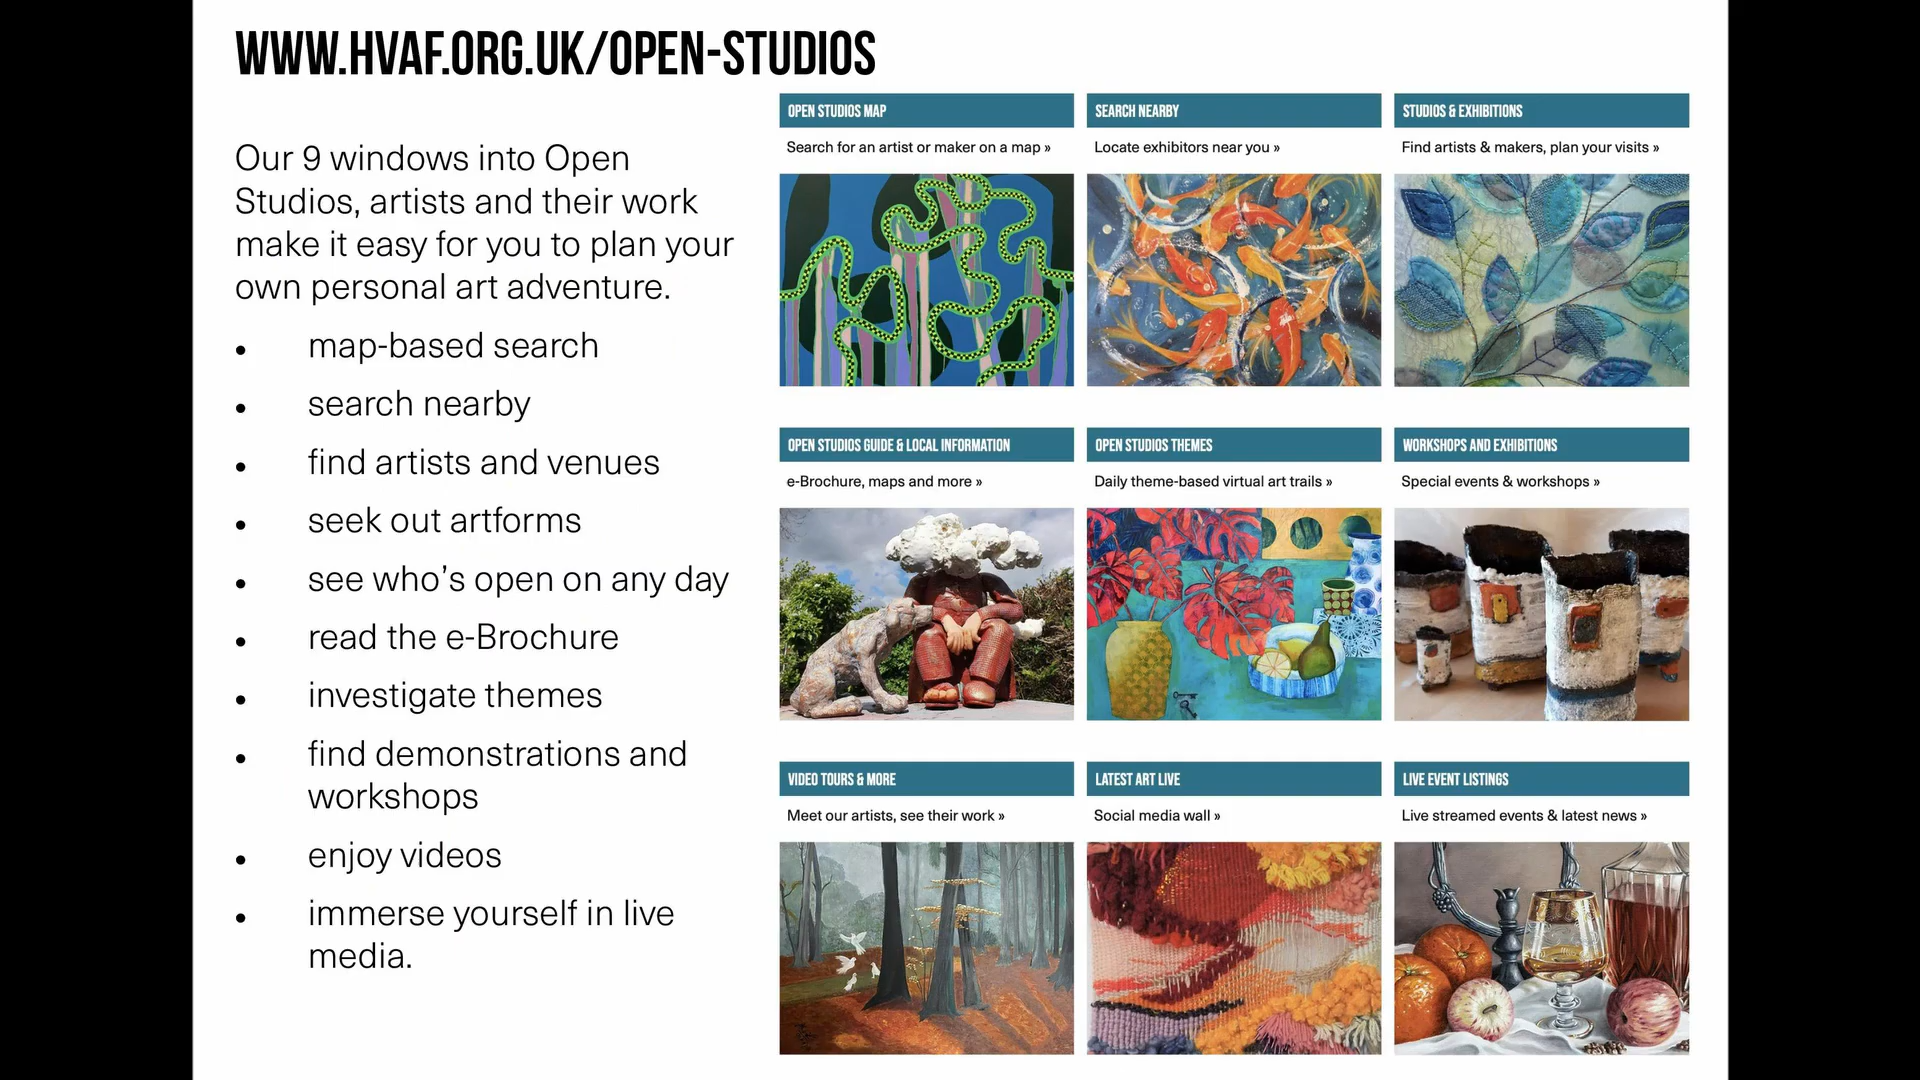 WWW.HVAF.ORG.UK/OPEN-STUDIOS
Our 9 windows into Open
Studios, artists and their work
make it easy for you to plan your
own personal art adventure.
• map-based search
• search nearby
• find artists and venues
• seek out artforms
• see who's open on any day
• read the e-Brochure
• investigate themes
• find demonstrations and
workshops
• enjoy videos
• immerse yourself in live
media.
OPEN STUDIOS MAP
Search for an artist or maker on a map »
SEARCH NEARBY
Locate exhibitors near you »
STUDIOS & EXHIBITIONS
Find artists & makers, plan your visits »
OPEN STUDIOS GUIDE & LOCAL INFORMATION
e-Brochure, maps and more »
OPEN STUDIOS THEMES
Daily theme-based virtual art trails »
WORKSHOPS AND EXHIBITIONS
Special events & workshops »
VIDEO TOURS & MORE
Meet our artists, see their work »
LATEST ART LIVE
Social media wall »
LIVE EVENT LISTINGS
Live streamed events & latest news »